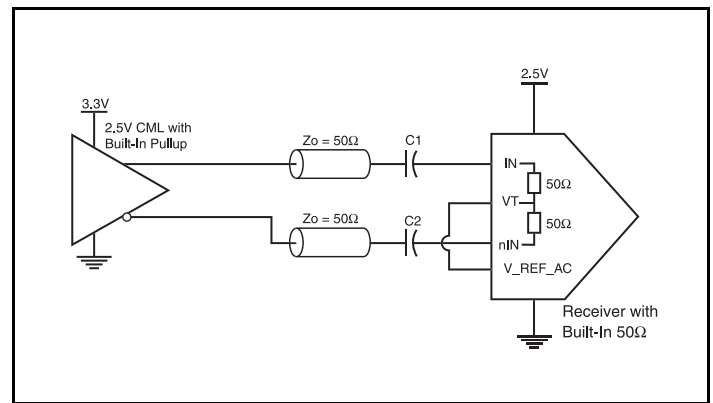 3.3V
2.5V CML with
Built-In Pullup
Zo = 50Ω
C1
Zo = 50Ω
C2
2.5V
IN
50Ω
VT
50Ω
nIN
V_REF_AC
Receiver with
Built-In 50Ω